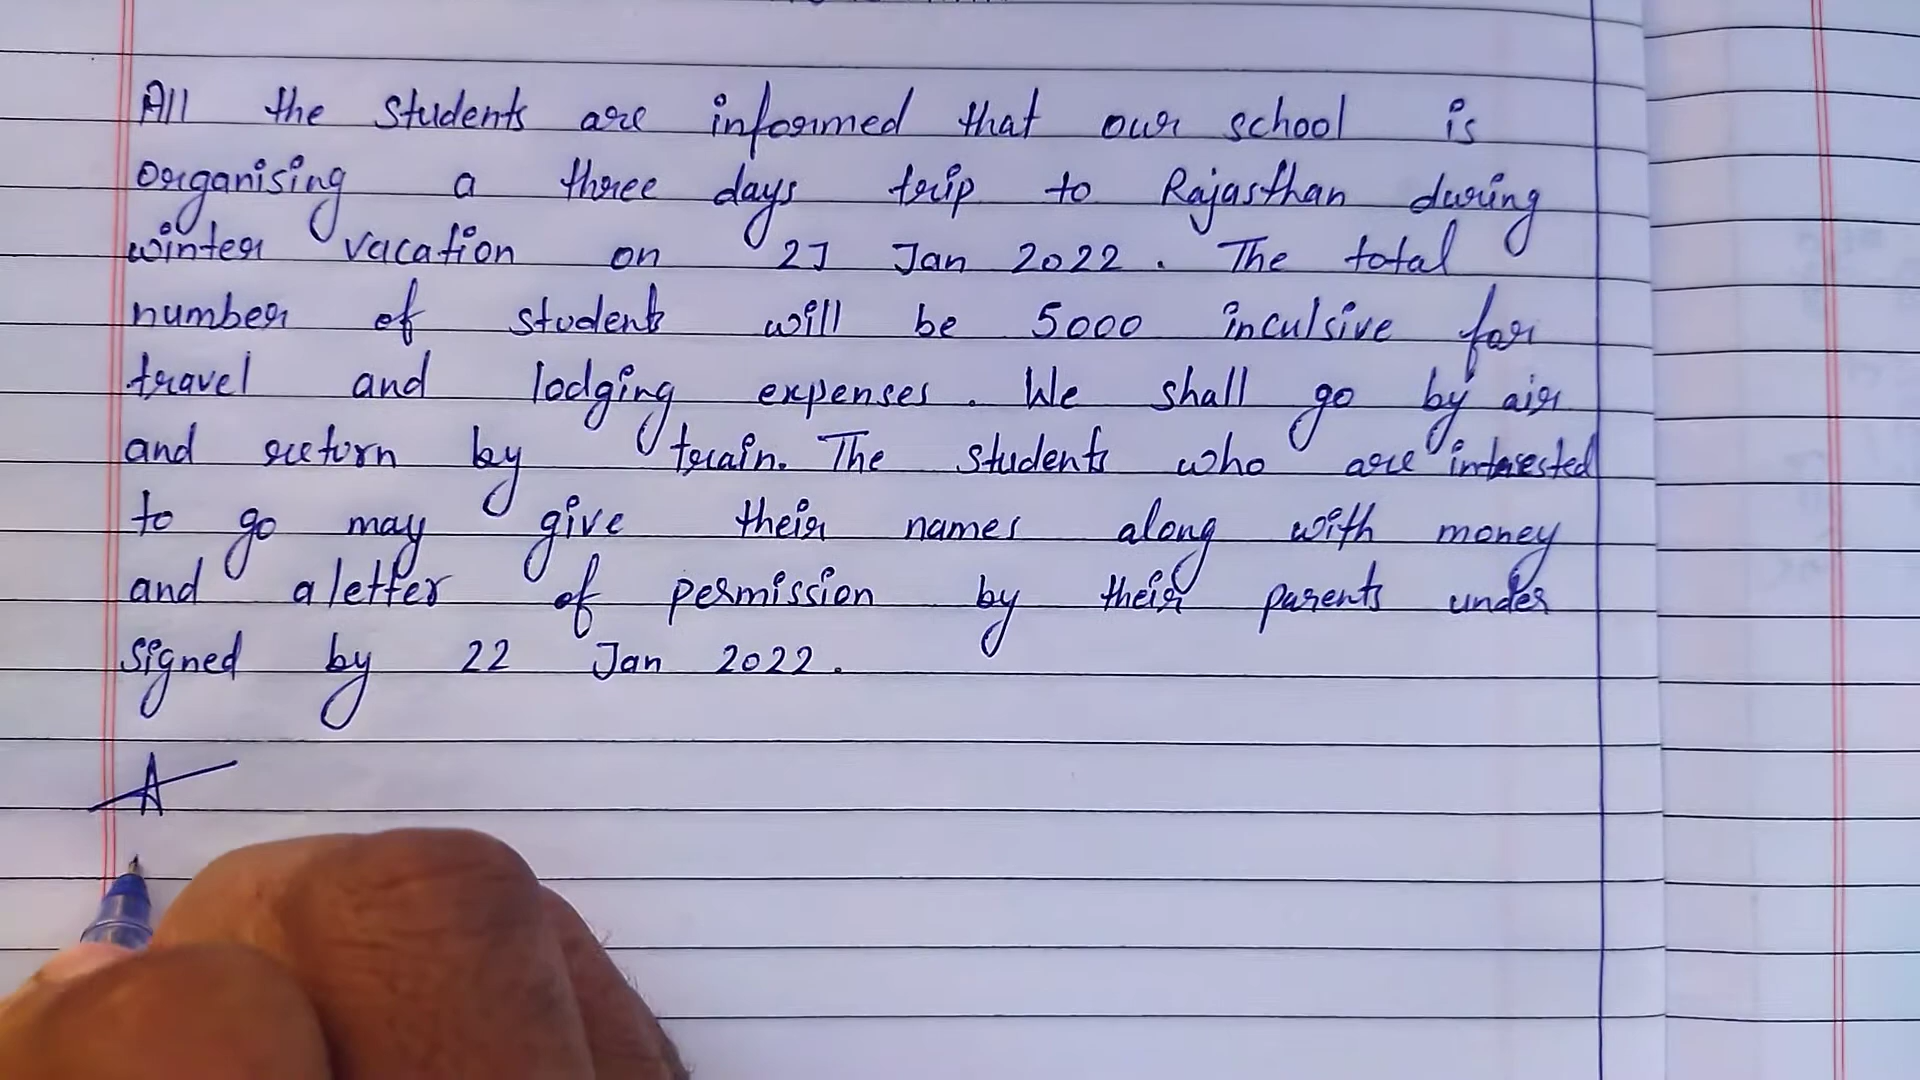 All the students are informed that our school is
organising a three days trip to Rajasthan during
winter vacation on 2J Jan 2022. The total
number of students will be 5000 inculsive for
travel and lodging expenses. We shall go by air
and return by train. The students who are interested
to go may give their names along with money
and a letter of permission by their parents under
signed by 22 Jan 2022.
A